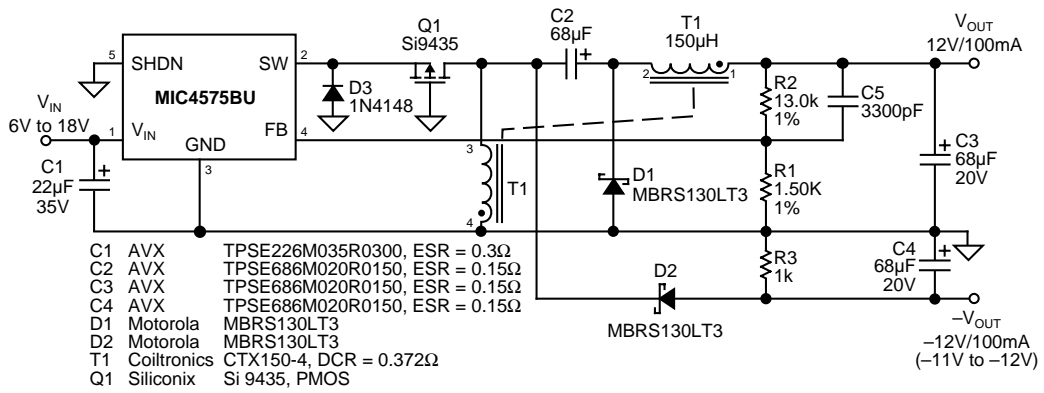 Q1
Si9435
C2
68µF
+
T1
150µH
V_OUT
12V/100mA
5
SHDN
SW
2
MIC4575BU
D3
1N4148
2
1
R2
13.0k
1%
C5
3300pF
V_IN
6V to 18V
1
V_IN
FB
4
GND
3
C1
22µF
35V
+
3
T1
4
D1
MBRS130LT3
R1
1.50K
1%
C3
68µF
20V
+
C1 AVX TPSE226M035R0300, ESR = 0.3Ω
C2 AVX TPSE686M020R0150, ESR = 0.15Ω
C3 AVX TPSE686M020R0150, ESR = 0.15Ω
C4 AVX TPSE686M020R0150, ESR = 0.15Ω
D1 Motorola MBRS130LT3
D2 Motorola MBRS130LT3
T1 Coiltronics CTX150-4, DCR = 0.372Ω
Q1 Siliconix Si 9435, PMOS
D2
MBRS130LT3
R3
1k
C4
68µF
20V
+
–V_OUT
–12V/100mA
(–11V to –12V)